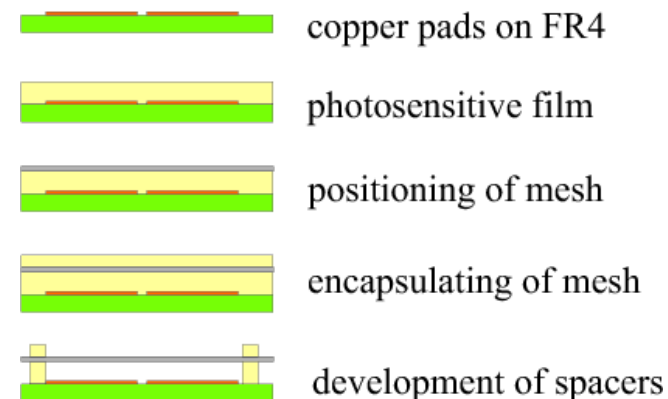 copper pads on FR4
photosensitive film
positioning of mesh
encapsulating of mesh
development of spacers